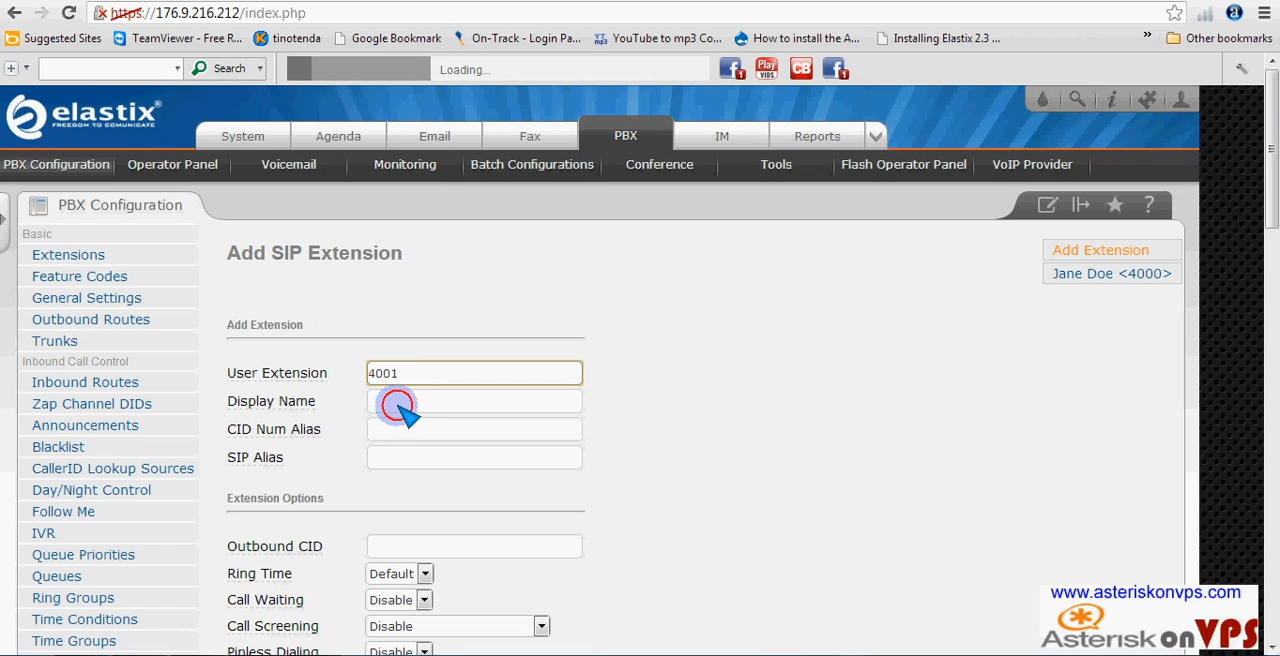 https://176.9.216.212/index.php
Suggested Sites TeamViewer - Free R... tinotenda Google Bookmark On-Track - Login Pa... YouTube to mp3 Co... How to install the A... Installing Elastix 2.3 ... » Other bookmarks
Search Loading... 1 Play VIDS CB 1
elastix®
FREEDOM TO COMMUNICATE
System Agenda Email Fax PBX IM Reports
PBX Configuration Operator Panel Voicemail Monitoring Batch Configurations Conference Tools Flash Operator Panel VoIP Provider
PBX Configuration
Basic
Extensions
Feature Codes
General Settings
Outbound Routes
Trunks
Inbound Call Control
Inbound Routes
Zap Channel DIDs
Announcements
Blacklist
CallerID Lookup Sources
Day/Night Control
Follow Me
IVR
Queue Priorities
Queues
Ring Groups
Time Conditions
Time Groups
Add SIP Extension
Add Extension
Jane Doe <4000>
Add Extension
User Extension 4001
Display Name
CID Num Alias
SIP Alias
Extension Options
Outbound CID
Ring Time Default
Call Waiting Disable
Call Screening Disable
Pinless Dialing Disable
www.asteriskonvps.com
Asterisk on VPS